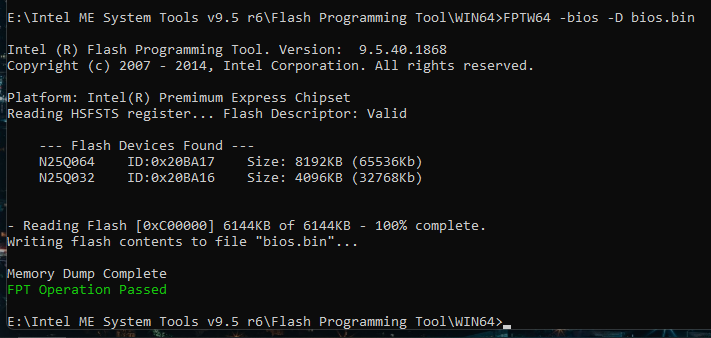 E:\Intel ME System Tools v9.5 r6\Flash Programming Tool\WIN64>FPTW64 -bios -D bios.bin
Intel (R) Flash Programming Tool. Version:  9.5.40.1868
Copyright (c) 2007 - 2014, Intel Corporation. All rights reserved.
Platform: Intel(R) Premimum Express Chipset
Reading HSFSTS register... Flash Descriptor: Valid
--- Flash Devices Found ---
N25Q064    ID:0x20BA17    Size: 8192KB (65536Kb)
N25Q032    ID:0x20BA16    Size: 4096KB (32768Kb)
- Reading Flash [0xC00000] 6144KB of 6144KB - 100% complete.
Writing flash contents to file "bios.bin"...
Memory Dump Complete
FPT Operation Passed
E:\Intel ME System Tools v9.5 r6\Flash Programming Tool\WIN64>